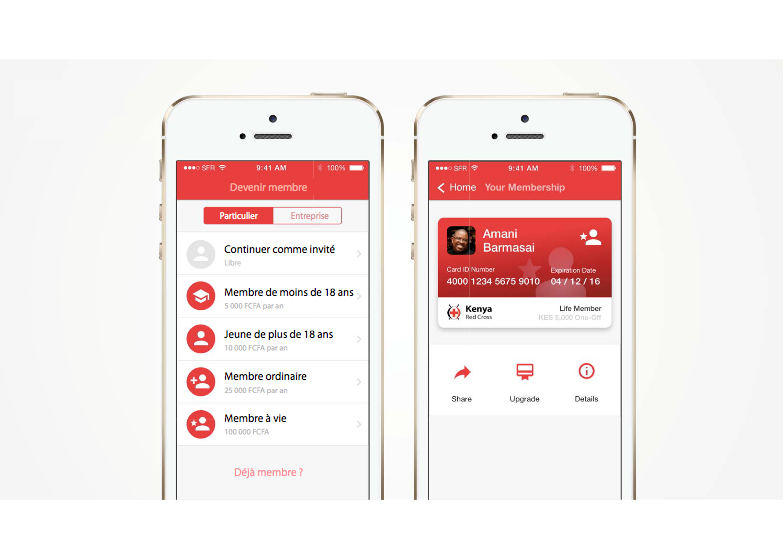 SFR
9:41 AM
100%
Devenir membre
Particulier
Entreprise
Continuer comme invité
Libre
Membre de moins de 18 ans
5 000 FCFA par an
Jeune de plus de 18 ans
10 000 FCFA par an
Membre ordinaire
25 000 FCFA par an
Membre à vie
100 000 FCFA
Déjà membre ?
SFR
9:41 AM
100%
Home
Your Membership
Amani
Barmasai
Card ID Number
Expiration Date
4000 1234 5675 9010
04 / 12 / 16
Kenya
Red Cross
Life Member
KES 5,000 One-Off
Share
Upgrade
Details